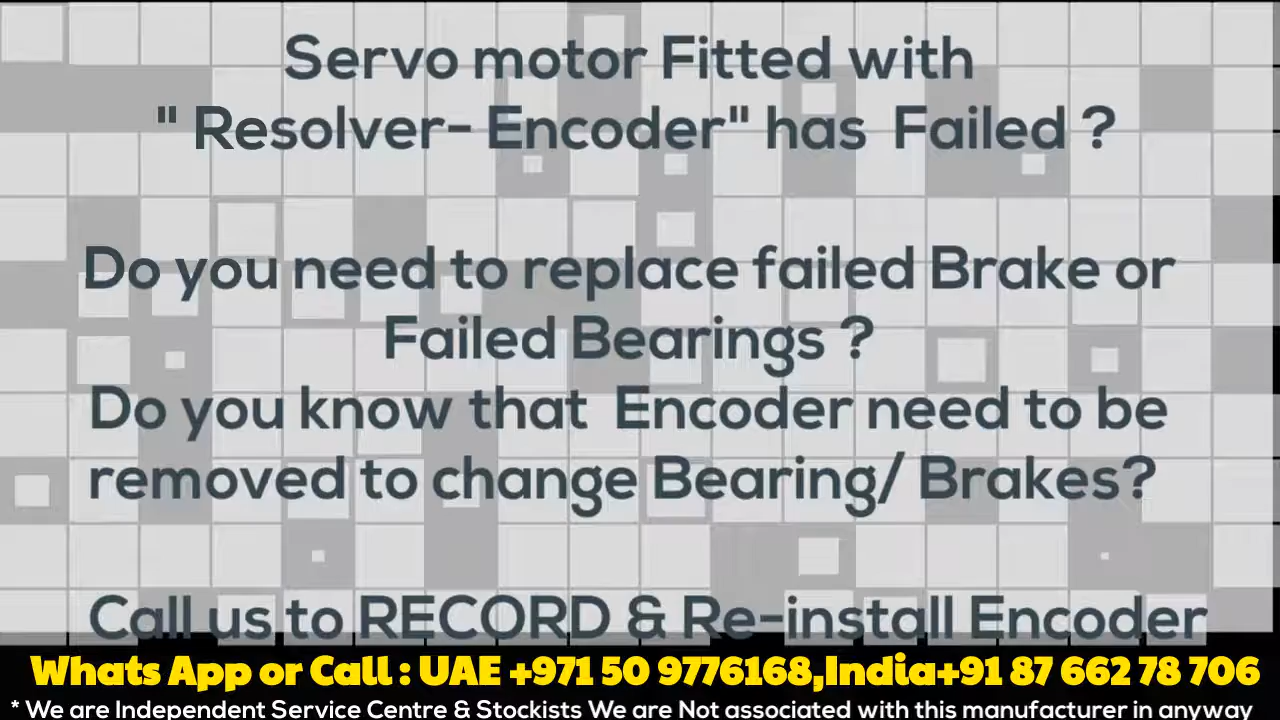 Servo motor Fitted with
" Resolver- Encoder" has Failed ?
Do you need to replace failed Brake or
Failed Bearings ?
Do you know that Encoder need to be
removed to change Bearing/ Brakes?
Call us to RECORD & Re-install Encoder
Whats App or Call : UAE +971 50 9776168,India+91 87 662 78 706
* We are Independent Service Centre & Stockists We are Not associated with this manufacturer in anyway